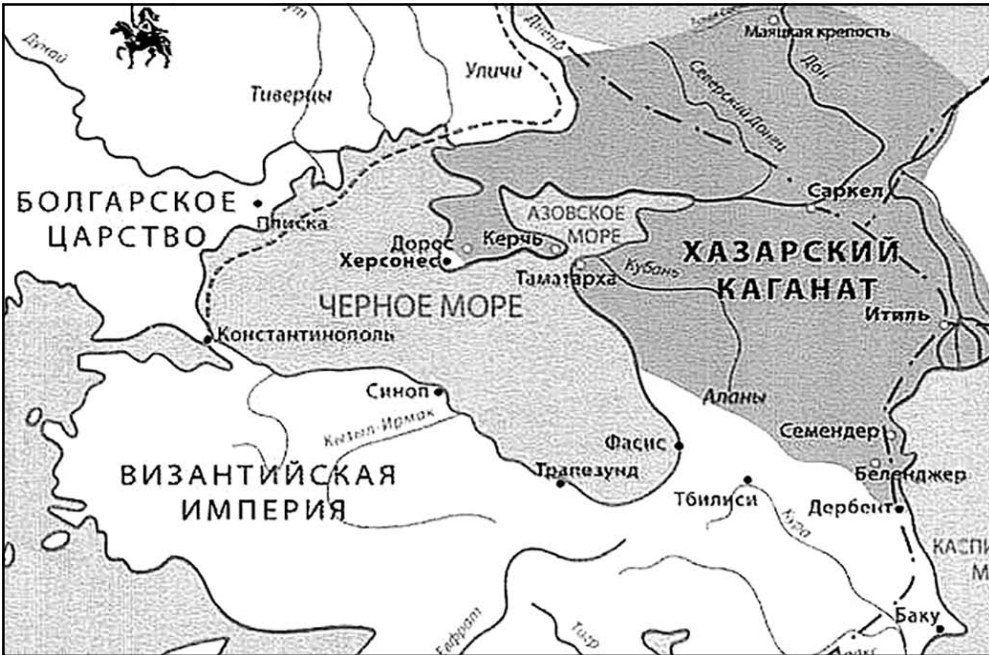 Маяцкая крепость
Днепр
Дон
Дунай
Уличи
Северский Донец
Тиверцы
БОЛГАРСКОЕ
ЦАРСТВО
Плиска
Саркел
АЗОВСКОЕ
МОРЕ
Дорос
Керчь
Херсонес
Таматарха
Кубань
ХАЗАРСКИЙ
КАГАНАТ
ЧЕРНОЕ МОРЕ
Итиль
Константинополь
Синоп
Аланы
Кызыл-Ирмак
Семендер
Фасис
ВИЗАНТИЙСКАЯ
ИМПЕРИЯ
Трапезунд
Беленджер
Тбилиси
Дербент
Кура
КАСПИ
М
Баку
Евфрат
Тигр